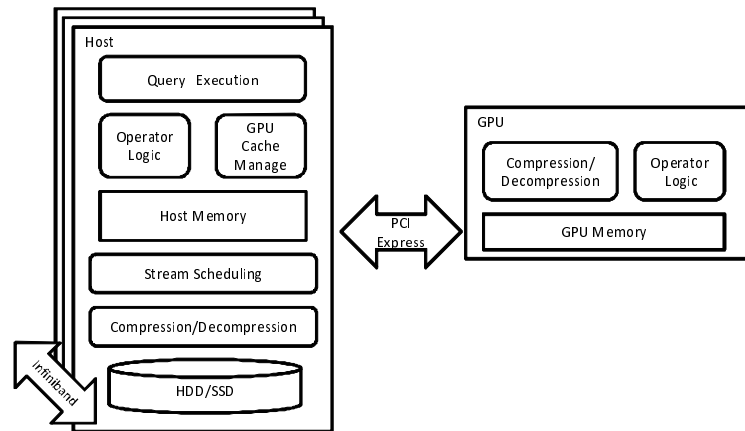 Host
Query Execution
Operator
Logic
GPU
Cache
Manage
Host Memory
Stream Scheduling
Compression/Decompression
HDD/SSD
infiniband
PCI
Express
GPU
Compression/
Decompression
Operator
Logic
GPU Memory